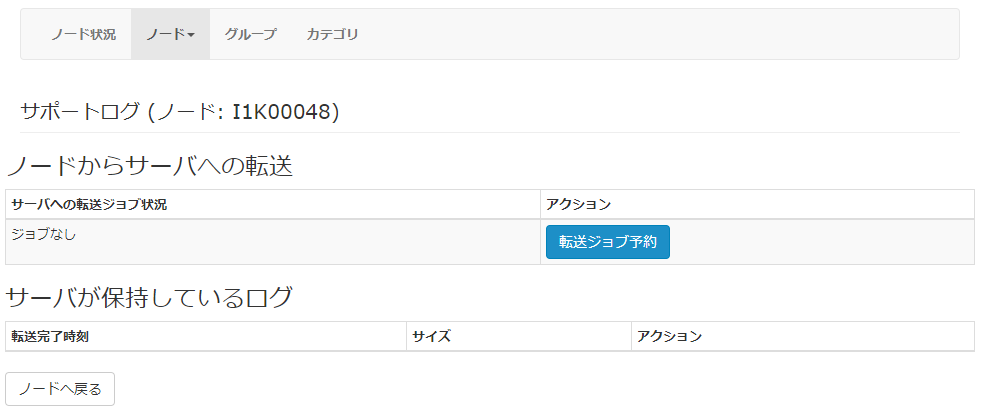 ノード状況 ノード グループ カテゴリ
サポートログ (ノード: I1K00048)
ノードからサーバへの転送
サーバへの転送ジョブ状況 アクション
ジョブなし 転送ジョブ予約
サーバが保持しているログ
転送完了時刻 サイズ アクション
ノードへ戻る